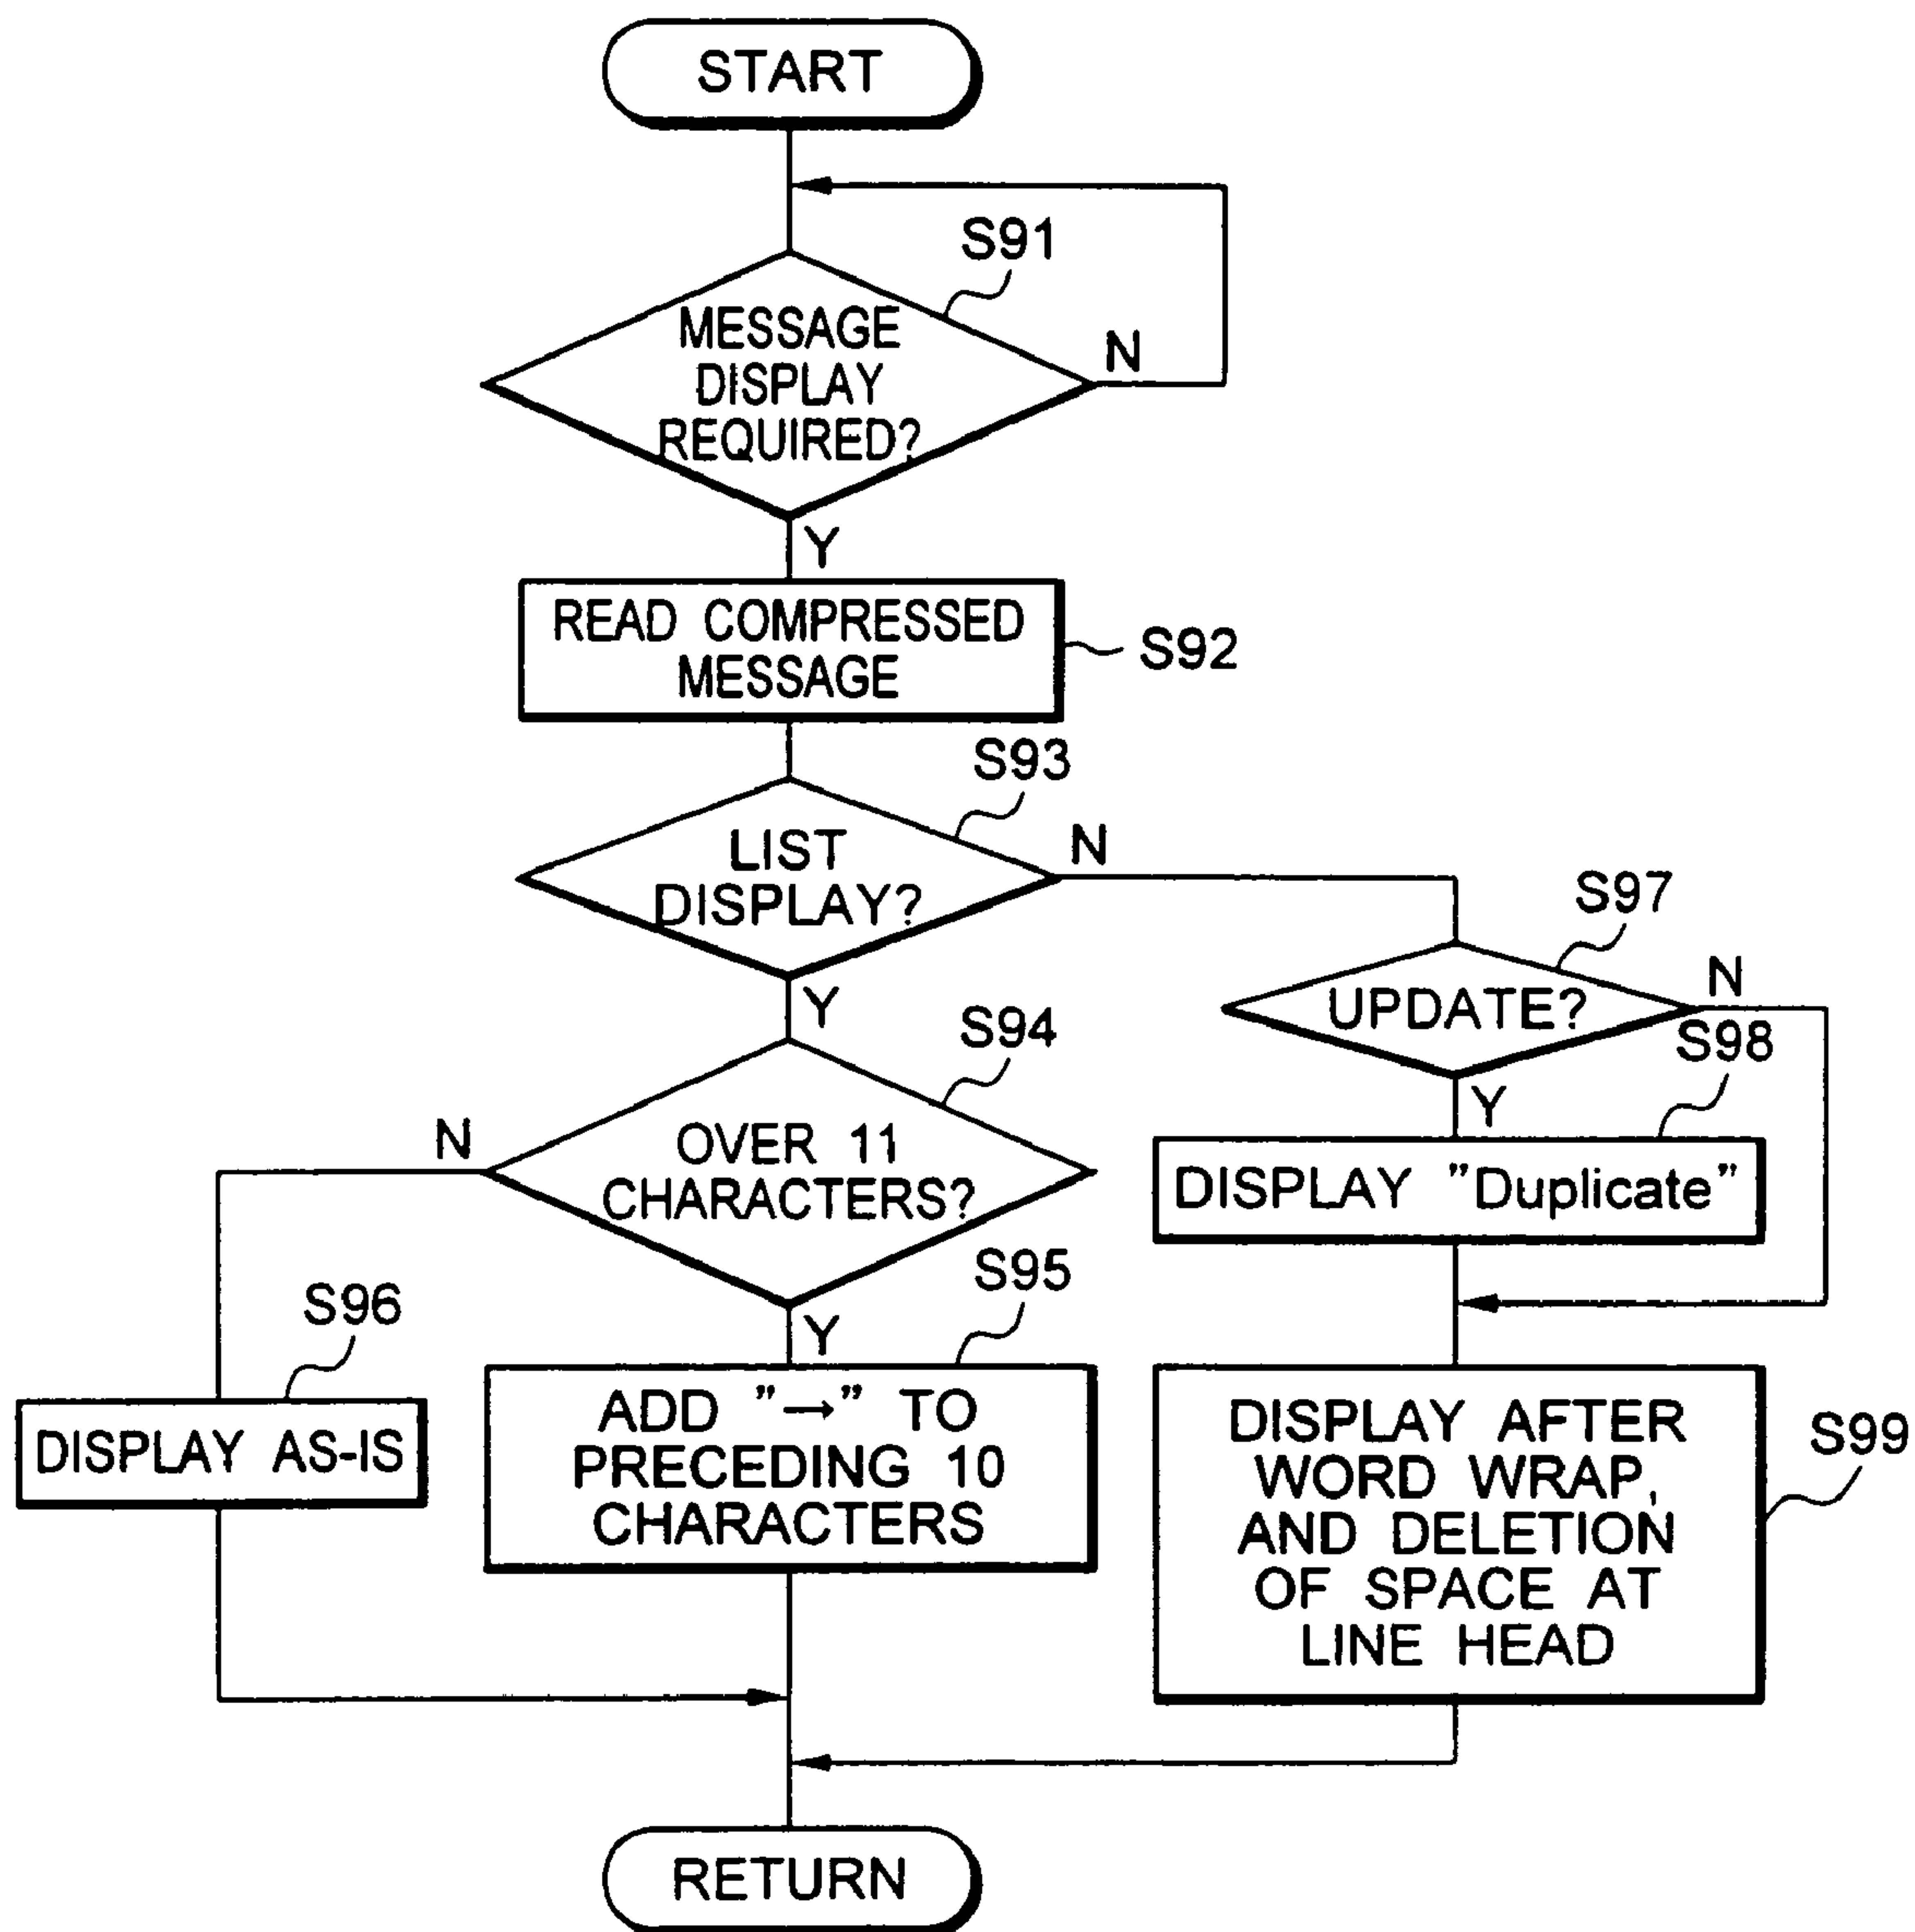 START
S91
MESSAGE
DISPLAY
REQUIRED?
N
Y
READ COMPRESSED
MESSAGE
S92
S93
LIST
DISPLAY?
N
Y
S97
UPDATE?
N
S98
Y
DISPLAY ”Duplicate”
S94
OVER 11
CHARACTERS?
N
Y
S95
ADD ”→” TO
PRECEDING 10
CHARACTERS
S96
DISPLAY AS-IS
DISPLAY AFTER
WORD WRAP,
AND DELETION
OF SPACE AT
LINE HEAD
S99
RETURN